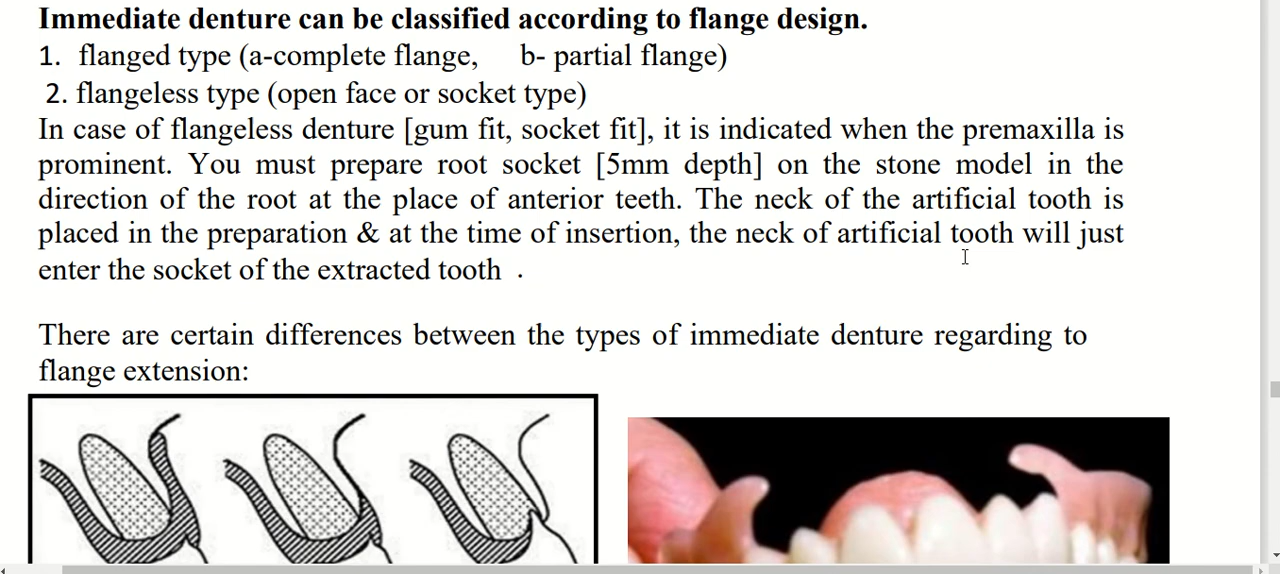 Immediate denture can be classified according to flange design.
1. flanged type (a-complete flange, b- partial flange)
2. flangeless type (open face or socket type)
In case of flangeless denture [gum fit, socket fit], it is indicated when the premaxilla is
prominent. You must prepare root socket [5mm depth] on the stone model in the
direction of the root at the place of anterior teeth. The neck of the artificial tooth is
placed in the preparation & at the time of insertion, the neck of artificial tooth will just
enter the socket of the extracted tooth .
There are certain differences between the types of immediate denture regarding to
flange extension: